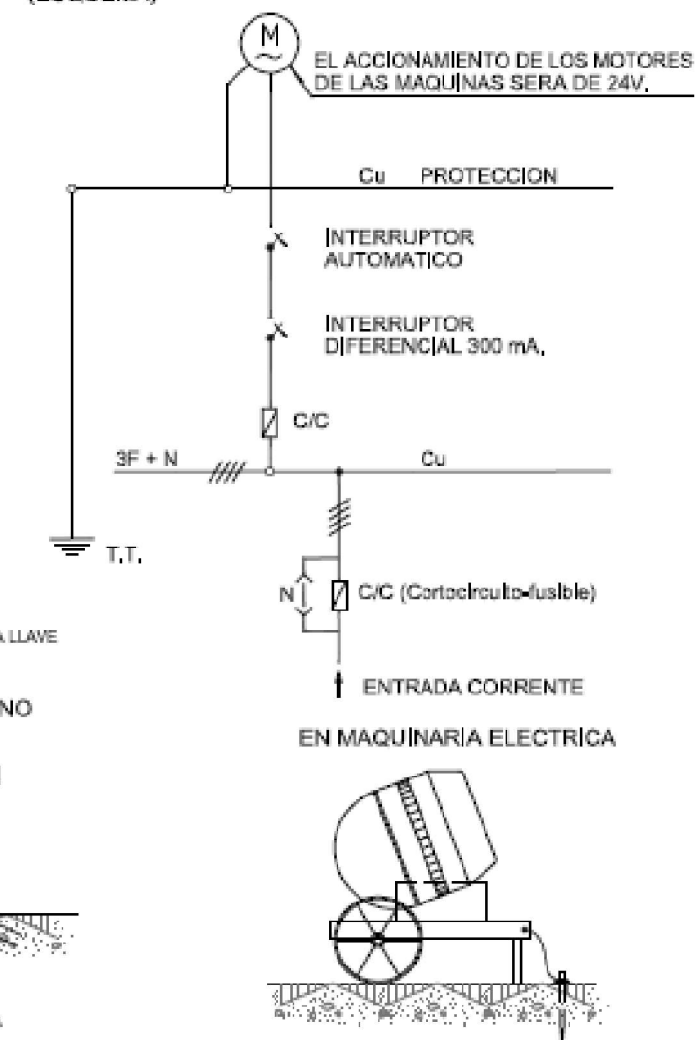 M
EL ACCIONAMIENTO DE LOS MOTORES
DE LAS MAQUINAS SERA DE 24V.
Cu PROTECCION
INTERRUPTOR
AUTOMATICO
INTERRUPTOR
DIFERENCIAL 300 mA.
C/C
3F + N
Cu
T.T.
N
C/C (Cortocircuito-fusible)
A LLAVE
NO
ENTRADA CORRENTE
EN MAQUINARIA ELECTRICA